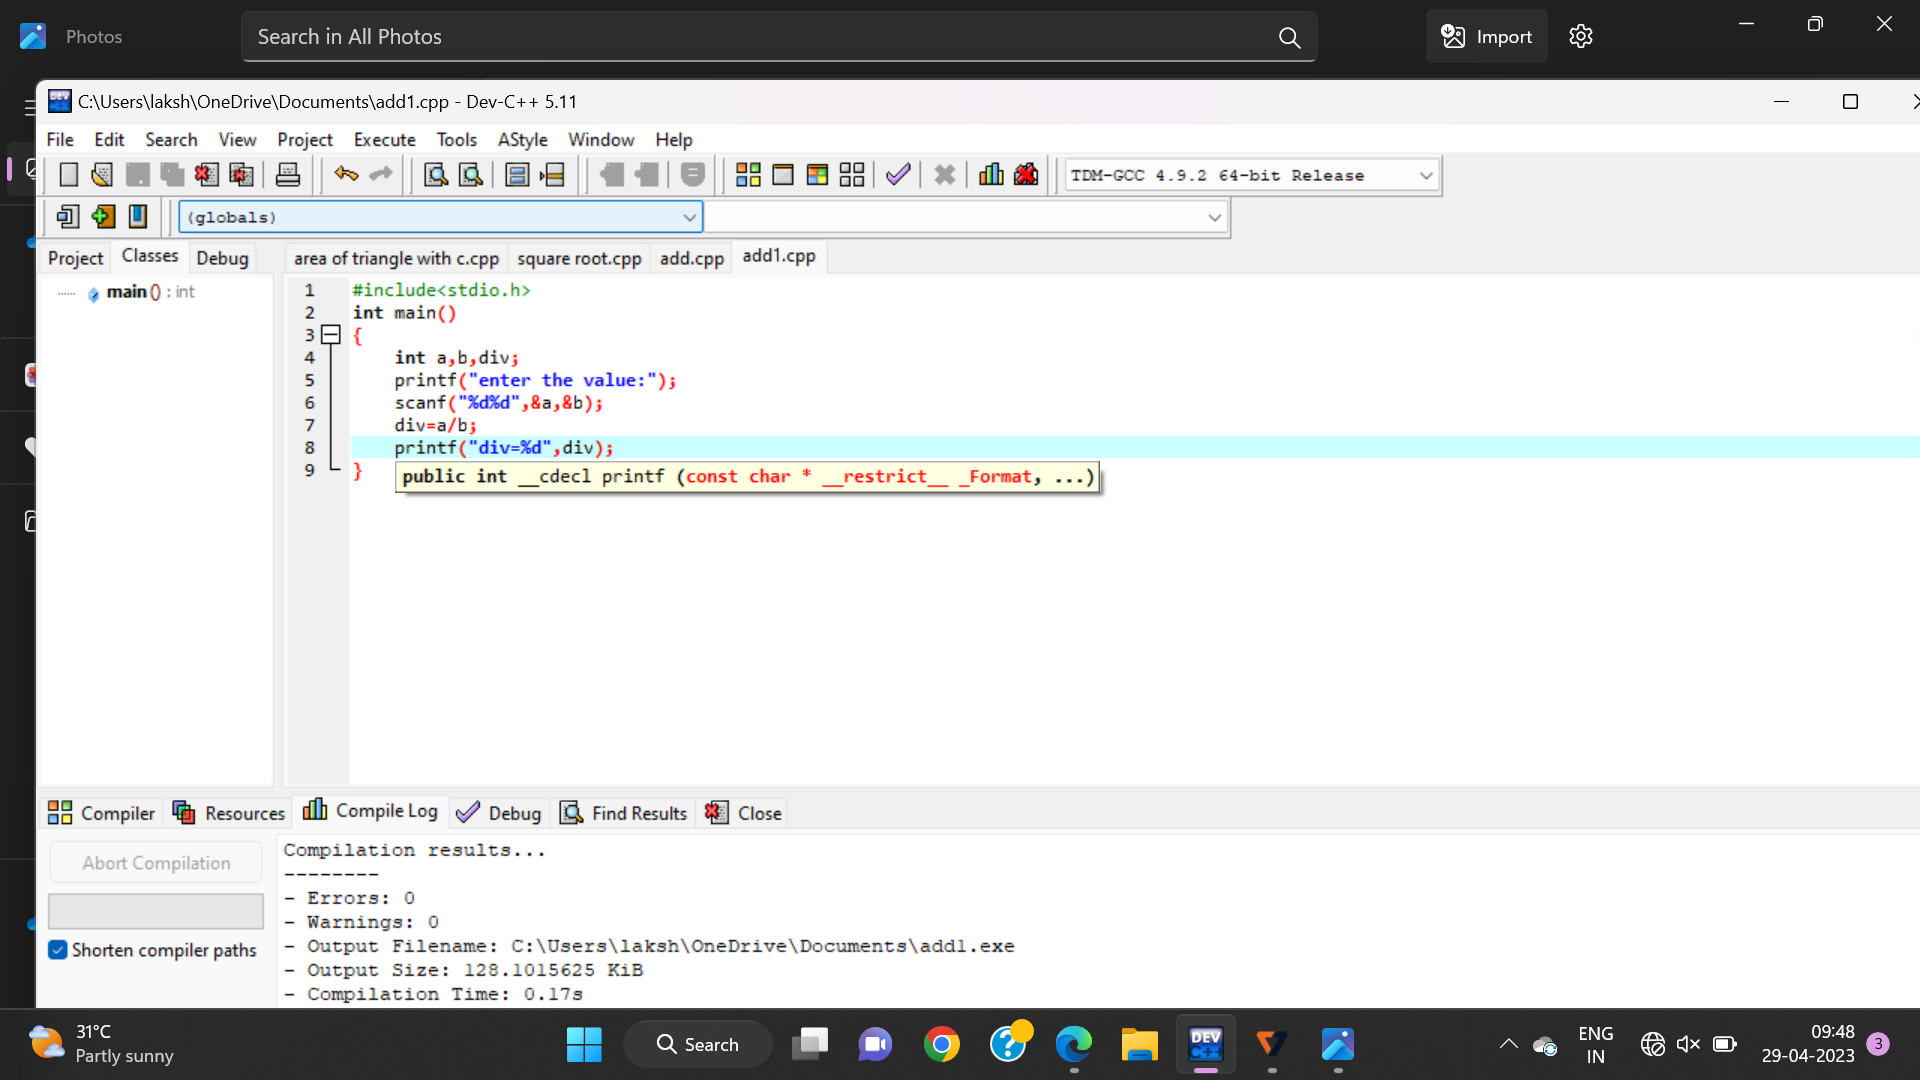 Photos
Search in All Photos
Import
C:\Users\laksh\OneDrive\Documents\add1.cpp - Dev-C++ 5.11
File Edit Search View Project Execute Tools AStyle Window Help
TDM-GCC 4.9.2 64-bit Release
(globals)
Project Classes Debug
area of triangle with c.cpp square root.cpp add.cpp add1.cpp
main () : int
1 #include<stdio.h>
2 int main()
3 {
4 int a,b,div;
5 printf("enter the value:");
6 scanf("%d%d",&a,&b);
7 div=a/b;
8 printf("div=%d",div);
9 }
public int __cdecl printf (const char * __restrict__ _Format, ...)
Compiler Resources Compile Log Debug Find Results Close
Abort Compilation
Shorten compiler paths
Compilation results...
--------
- Errors: 0
- Warnings: 0
- Output Filename: C:\Users\laksh\OneDrive\Documents\add1.exe
- Output Size: 128.1015625 KiB
- Compilation Time: 0.17s
31°C
Partly sunny
Search
DEV
C++
ENG
IN
09:48
29-04-2023
3